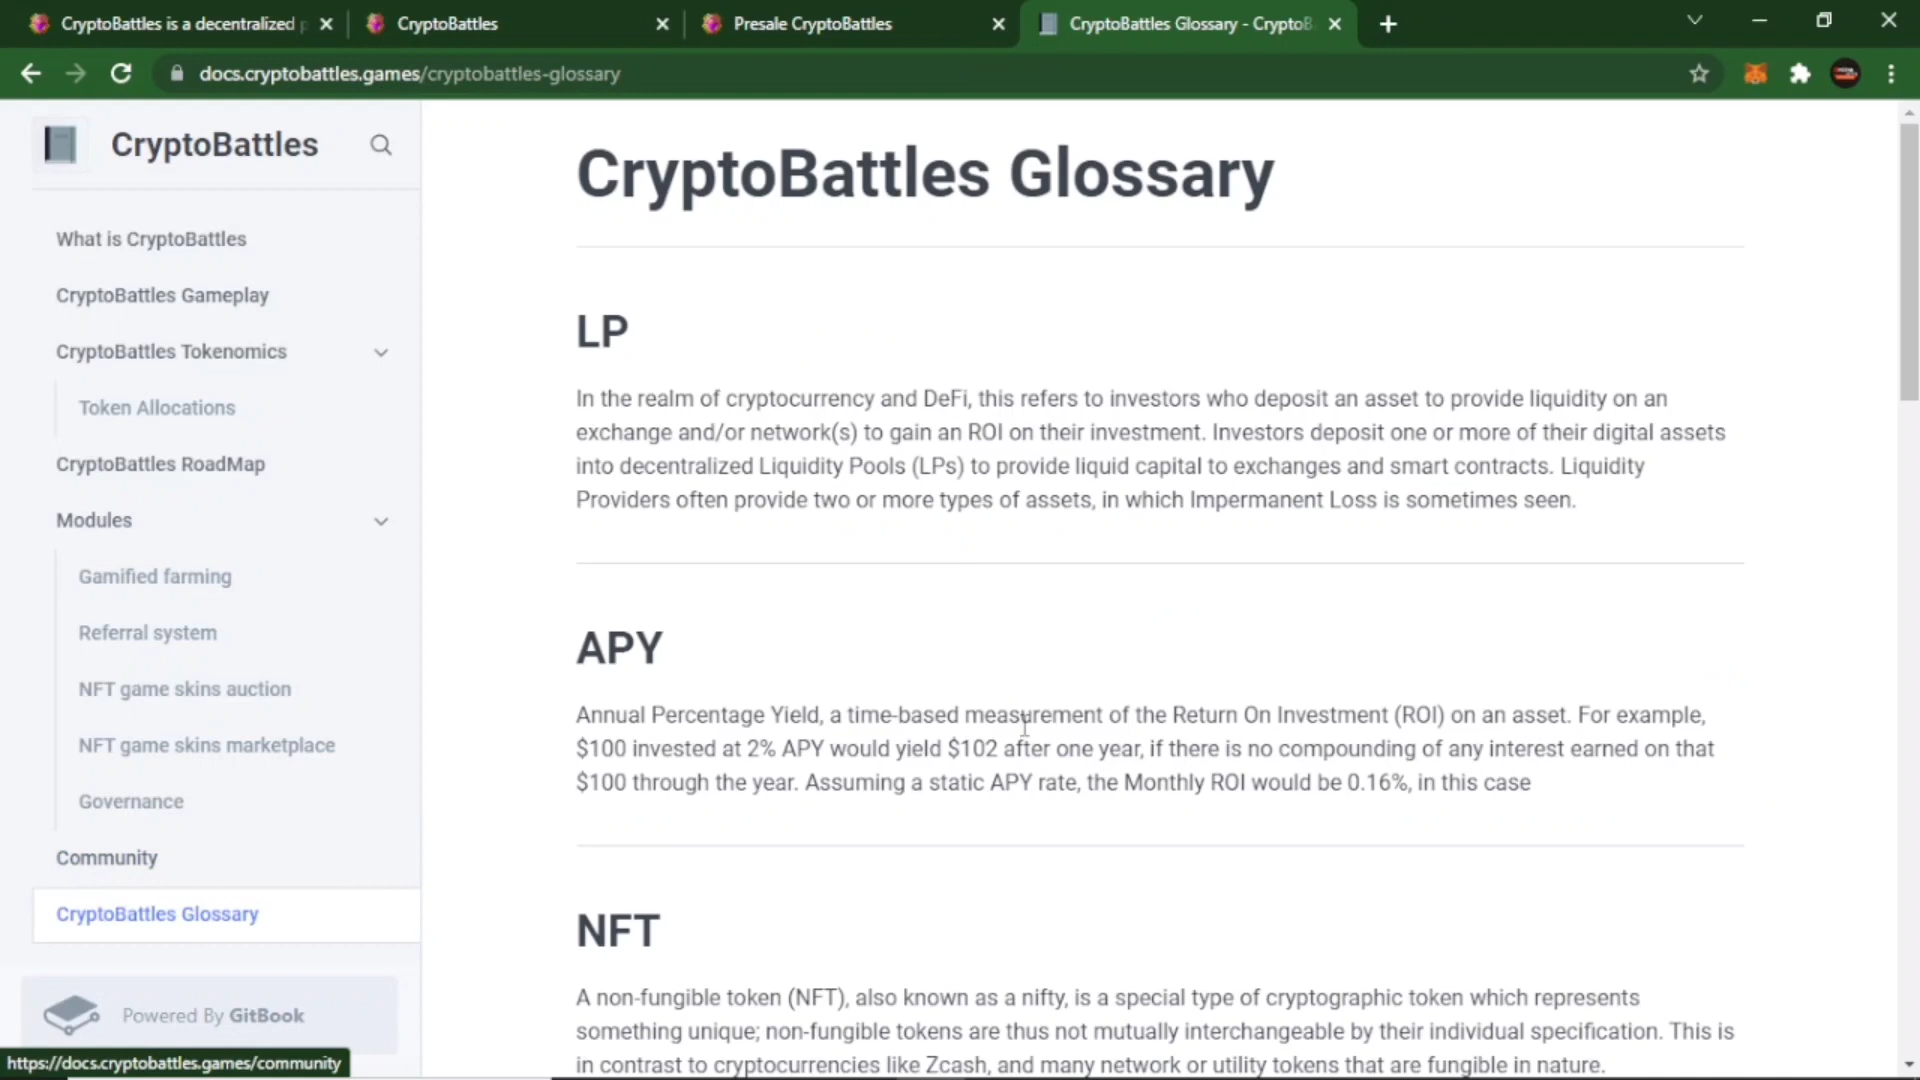 CryptoBattles is a decentralized p
CryptoBattles
Presale CryptoBattles
CryptoBattles Glossary - CryptoB
docs.cryptobattles.games/cryptobattles-glossary
CryptoBattles
What is CryptoBattles
CryptoBattles Gameplay
CryptoBattles Tokenomics
Token Allocations
CryptoBattles RoadMap
Modules
Gamified farming
Referral system
NFT game skins auction
NFT game skins marketplace
Governance
Community
CryptoBattles Glossary
Powered By GitBook
https://docs.cryptobattles.games/community
CryptoBattles Glossary
LP
In the realm of cryptocurrency and DeFi, this refers to investors who deposit an asset to provide liquidity on an
exchange and/or network(s) to gain an ROI on their investment. Investors deposit one or more of their digital assets
into decentralized Liquidity Pools (LPs) to provide liquid capital to exchanges and smart contracts. Liquidity
Providers often provide two or more types of assets, in which Impermanent Loss is sometimes seen.
APY
Annual Percentage Yield, a time-based measurement of the Return On Investment (ROI) on an asset. For example,
$100 invested at 2% APY would yield $102 after one year, if there is no compounding of any interest earned on that
$100 through the year. Assuming a static APY rate, the Monthly ROI would be 0.16%, in this case
NFT
A non-fungible token (NFT), also known as a nifty, is a special type of cryptographic token which represents
something unique; non-fungible tokens are thus not mutually interchangeable by their individual specification. This is
in contrast to cryptocurrencies like Zcash, and many network or utility tokens that are fungible in nature.